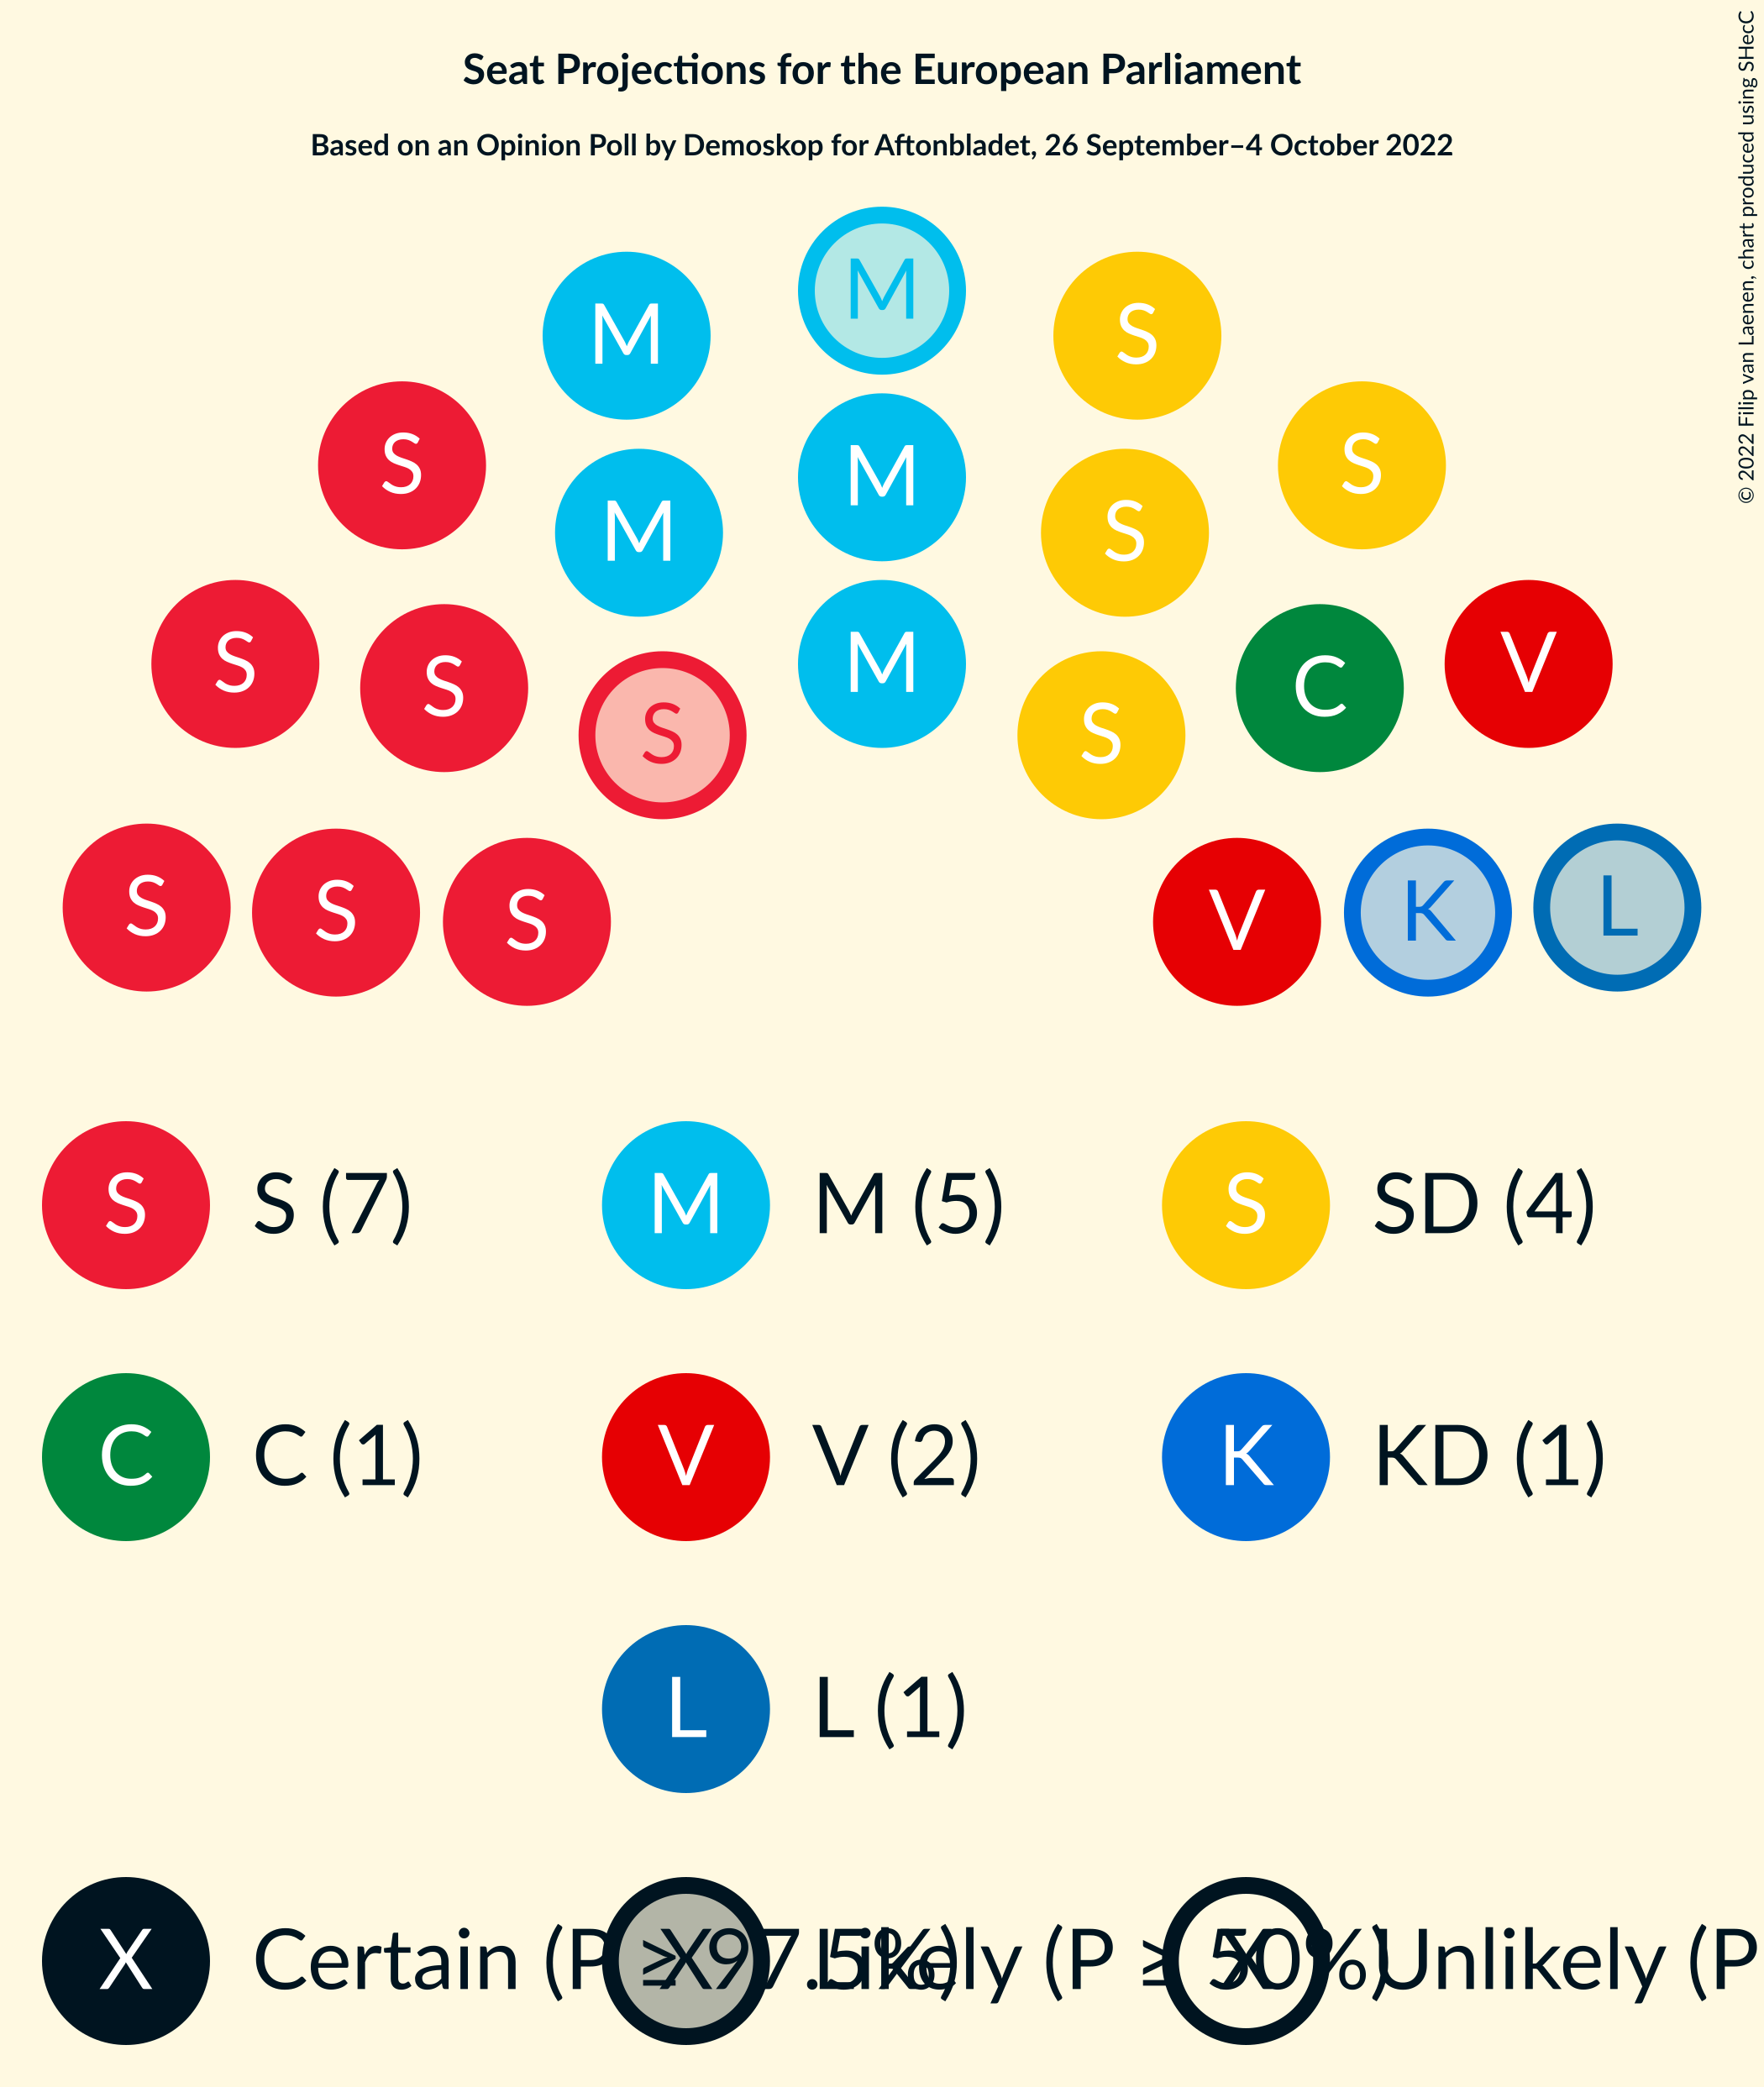 Seat Projections for the European Parliament
Based on an Opinion Poll by Demoskop for Aftonbladet, 26 September–4 October 2022
© 2022 Filip van Laenen, chart produced using SHecC
M
M S
S M M S S
S S S M S C V
S S S V K L
S S (7) M M (5) S SD (4)
C C (1) V V (2) K KD (1)
L L (1)
X Certain (P ≥ 97.5%) X Likely (P ≥ 50%) X Unlikely (P